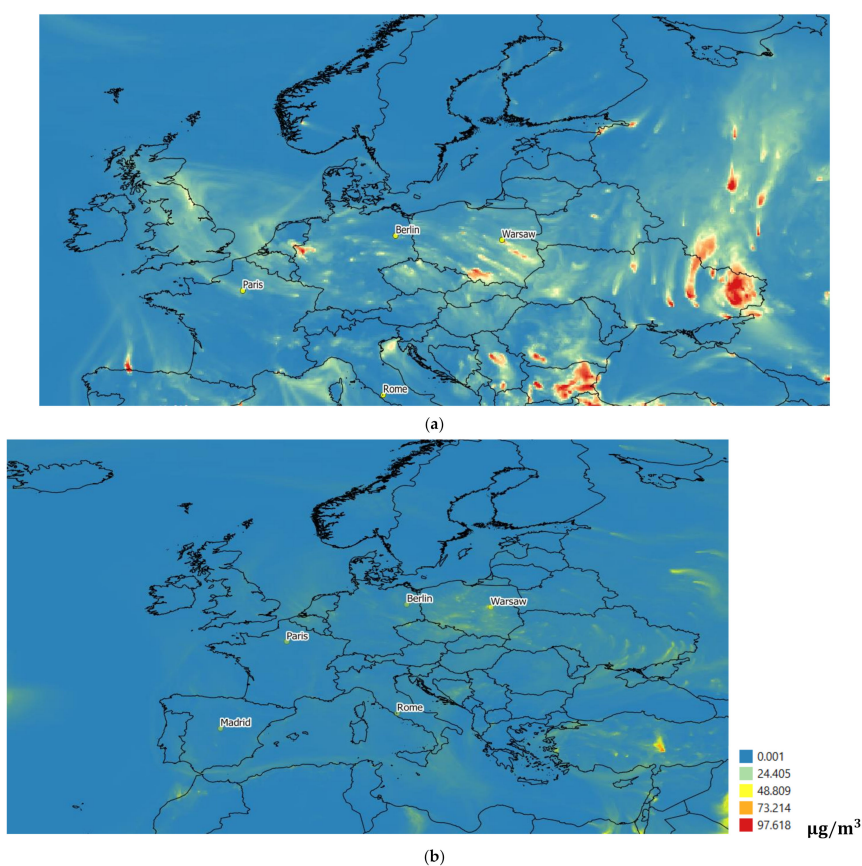 Berlin
Warsaw
Paris
Rome
(a)
Berlin
Warsaw
Paris
Rome
Madrid
0.001
24.405
48.809
73.214
97.618
μg/m³
(b)